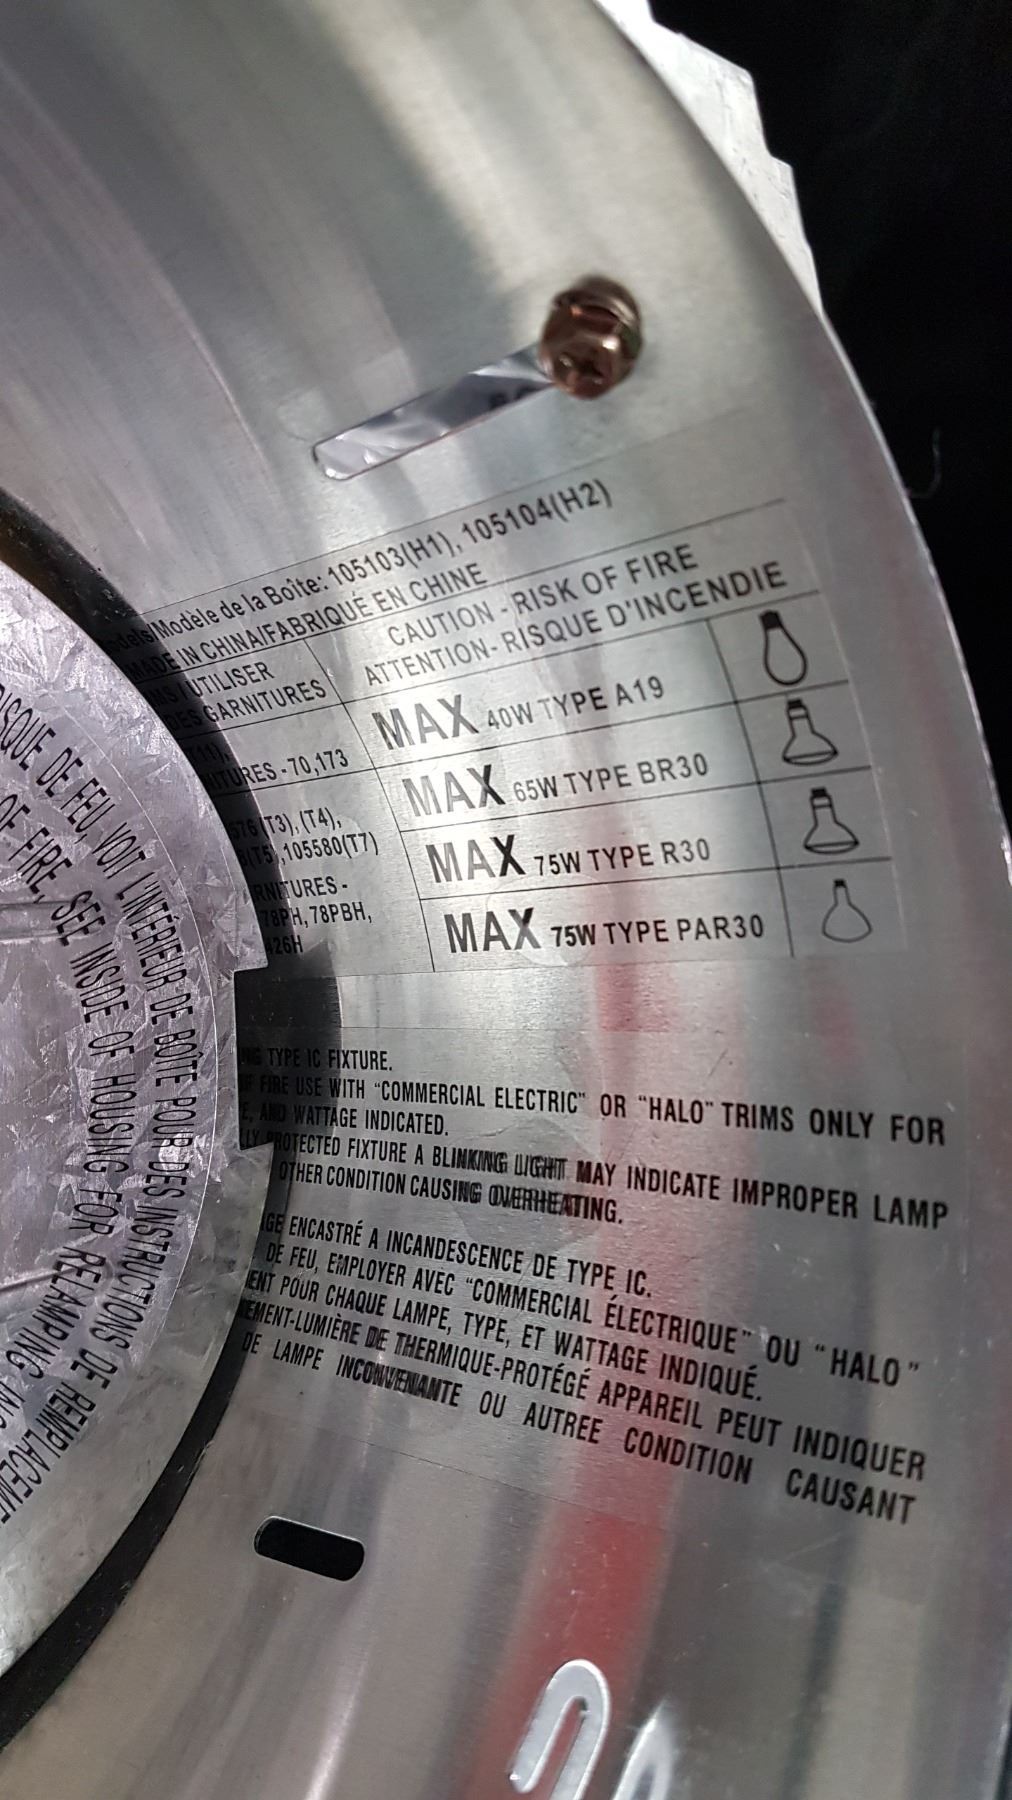 Modèle de la Boîte: 105103(H1), 105104(H2)
MADE IN CHINA/FABRIQUÉ EN CHINE
UTILISER
DES GARNITURES
-70,173
(T3), (T4),
,105580(T7)
78PH, 78PBH,
CAUTION - RISK OF FIRE
ATTENTION- RISQUE D'INCENDIE
MAX 40W TYPE A19
MAX 65W TYPE BR30
MAX 75W TYPE R30
MAX 75W TYPE PAR30
TYPE IC FIXTURE.
FIRE USE WITH "COMMERCIAL ELECTRIC" OR "HALO" TRIMS ONLY FOR
AND WATTAGE INDICATED.
PROTECTED FIXTURE A BLINKING LIGHT MAY INDICATE IMPROPER LAMP
OTHER CONDITION CAUSING OVERHEATING.
ENCASTRÉ A INCANDESCENCE DE TYPE IC.
DE FEU, EMPLOYER AVEC "COMMERCIAL ÉLECTRIQUE" OU "HALO"
POUR CHAQUE LAMPE, TYPE, ET WATTAGE INDIQUÉ.
-LUMIÈRE DE THERMIQUE-PROTÉGÉ APPAREIL PEUT INDIQUER
DE LAMPE INCONVENANTE OU AUTREE CONDITION CAUSANT
DE FEU, VOIT L'INTÉRIEUR DE BOÎTE POUR DES INSTRUCTIONS DE
OF FIRE, SEE INSIDE OF HOUSING FOR RELAMPING